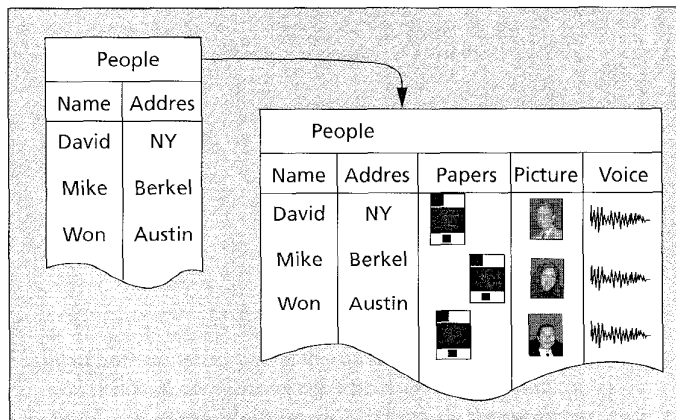 People
Name Addres
David NY
Mike Berkel
Won Austin
People
Name Addres Papers Picture Voice
David NY
Mike Berkel
Won Austin